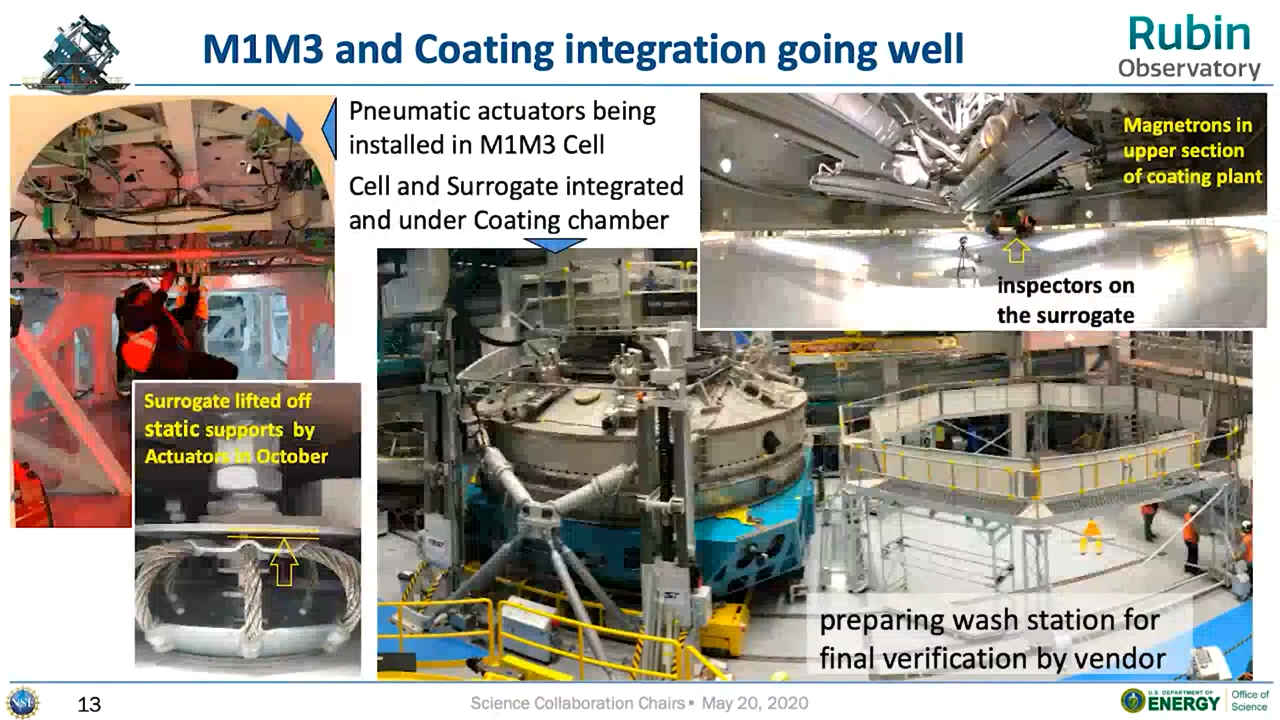 M1M3 and Coating integration going well
Rubin
Observatory
Pneumatic actuators being
installed in M1M3 Cell
Cell and Surrogate integrated
and under Coating chamber
Magnetrons in
upper section
of coating plant
inspectors on
the surrogate
Surrogate lifted off
static supports by
Actuators in October
preparing wash station for
final verification by vendor
NSF
13
Science Collaboration Chairs▪ May 20, 2020
U.S. DEPARTMENT OF
ENERGY
Office of
Science